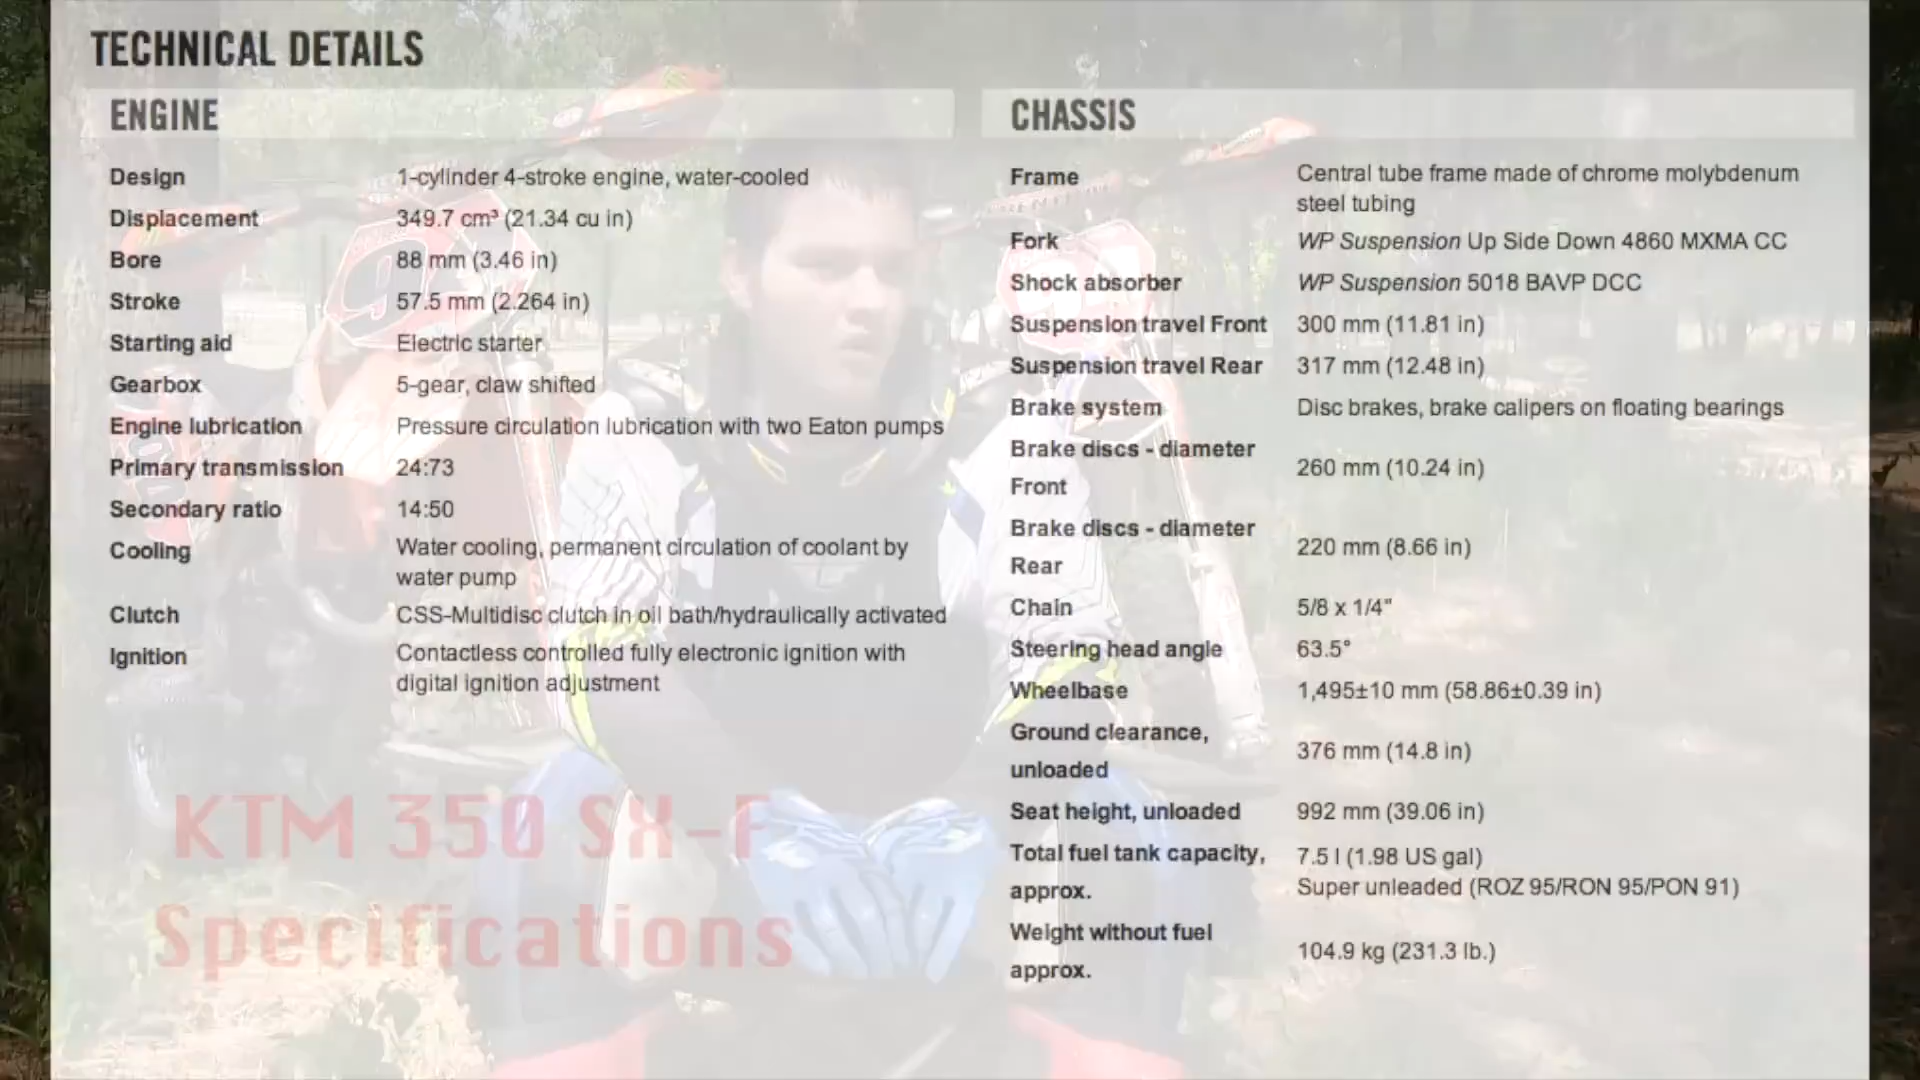 TECHNICAL DETAILS
ENGINE
Design 1-cylinder 4-stroke engine, water-cooled
Displacement 349.7 cm³ (21.34 cu in)
Bore 88 mm (3.46 in)
Stroke 57.5 mm (2.264 in)
Starting aid Electric starter
Gearbox 5-gear, claw shifted
Engine lubrication Pressure circulation lubrication with two Eaton pumps
Primary transmission 24:73
Secondary ratio 14:50
Cooling Water cooling, permanent circulation of coolant by
water pump
Clutch CSS-Multidisc clutch in oil bath/hydraulically activated
Ignition Contactless controlled fully electronic ignition with
digital ignition adjustment
CHASSIS
Frame Central tube frame made of chrome molybdenum
steel tubing
Fork WP Suspension Up Side Down 4860 MXMA CC
Shock absorber WP Suspension 5018 BAVP DCC
Suspension travel Front 300 mm (11.81 in)
Suspension travel Rear 317 mm (12.48 in)
Brake system Disc brakes, brake calipers on floating bearings
Brake discs - diameter
Front 260 mm (10.24 in)
Brake discs - diameter
Rear 220 mm (8.66 in)
Chain 5/8 x 1/4"
Steering head angle 63.5°
Wheelbase 1,495±10 mm (58.86±0.39 in)
Ground clearance,
unloaded 376 mm (14.8 in)
Seat height, unloaded 992 mm (39.06 in)
Total fuel tank capacity, 7.5 l (1.98 US gal)
approx. Super unleaded (ROZ 95/RON 95/PON 91)
Weight without fuel
approx. 104.9 kg (231.3 lb.)
KTM 350 SX-F
Specifications